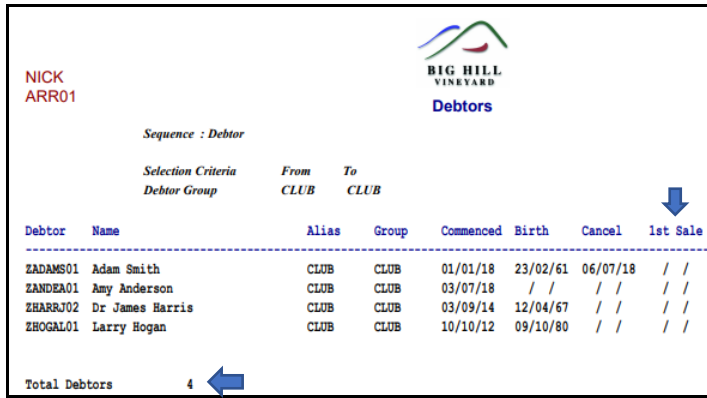 BIG HILL
VINEYARD
NICK
ARR01
Debtors
Sequence : Debtor
Selection Criteria From To
Debtor Group CLUB CLUB
Debtor Name Alias Group Commenced Birth Cancel 1st Sale
ZADAMS01 Adam Smith CLUB CLUB 01/01/18 23/02/61 06/07/18 / /
ZANDEA01 Amy Anderson CLUB CLUB 03/07/18 / / / / / /
ZHARRJ02 Dr James Harris CLUB CLUB 03/09/14 12/04/67 / / / /
ZHOGAL01 Larry Hogan CLUB CLUB 10/10/12 09/10/80 / / / /
Total Debtors 4